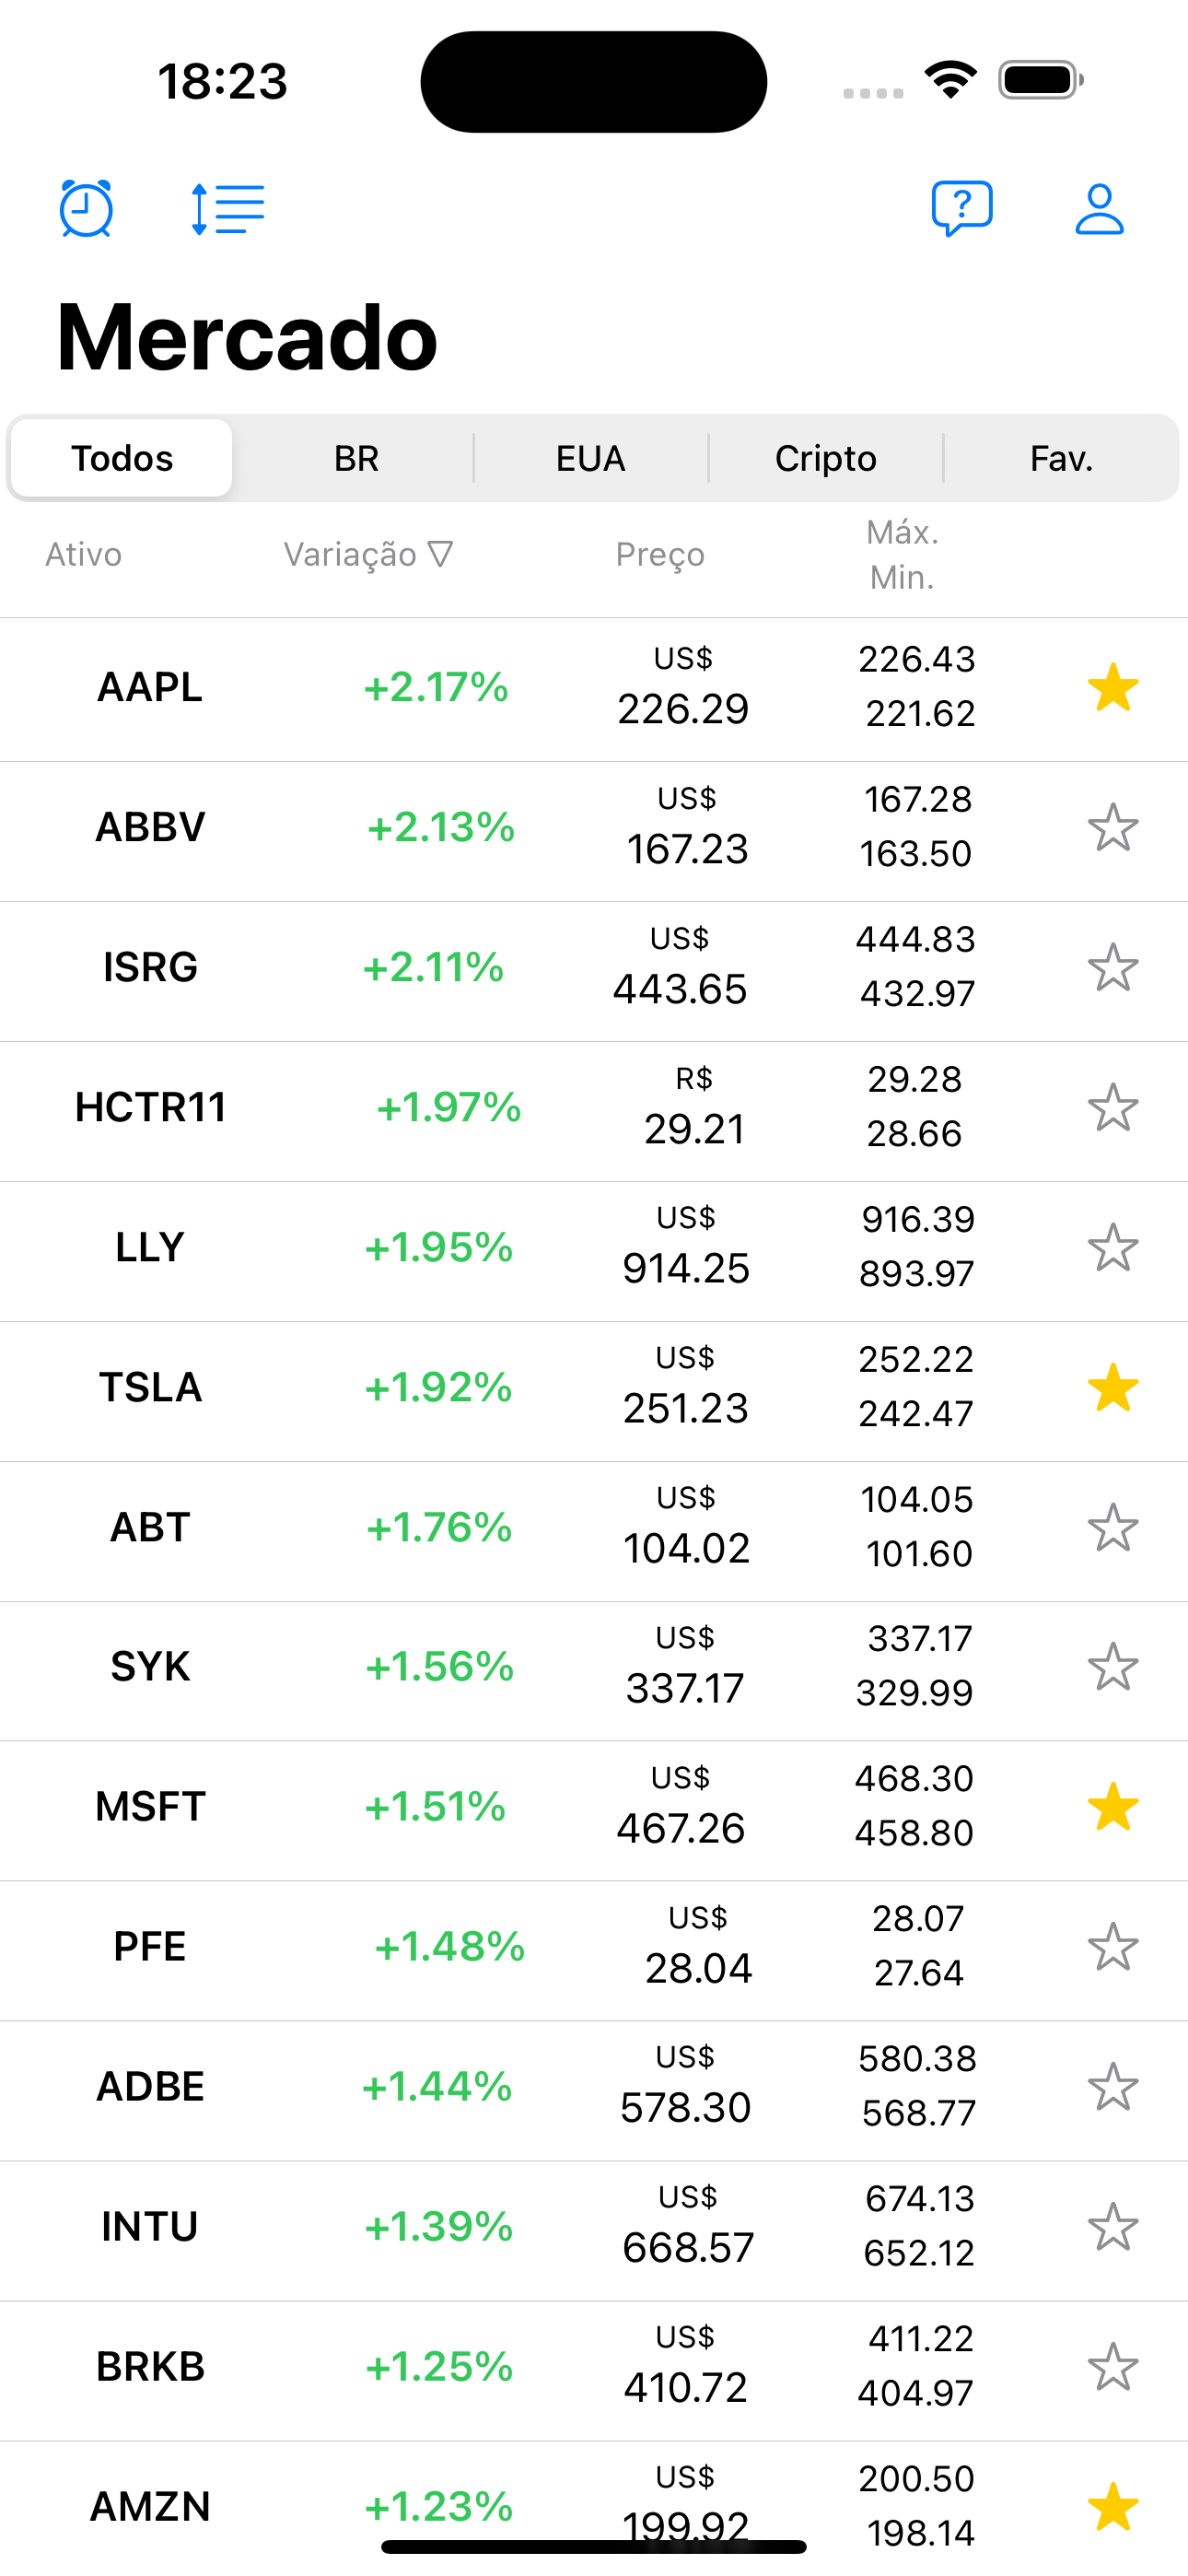 18:23
Mercado
Todos BR EUA Cripto Fav.
Ativo Variação ▽ Preço Máx. Min.
AAPL +2.17% US$ 226.29 226.43 221.62
ABBV +2.13% US$ 167.23 167.28 163.50
ISRG +2.11% US$ 443.65 444.83 432.97
HCTR11 +1.97% R$ 29.21 29.28 28.66
LLY +1.95% US$ 914.25 916.39 893.97
TSLA +1.92% US$ 251.23 252.22 242.47
ABT +1.76% US$ 104.02 104.05 101.60
SYK +1.56% US$ 337.17 337.17 329.99
MSFT +1.51% US$ 467.26 468.30 458.80
PFE +1.48% US$ 28.04 28.07 27.64
ADBE +1.44% US$ 578.30 580.38 568.77
INTU +1.39% US$ 668.57 674.13 652.12
BRKB +1.25% US$ 410.72 411.22 404.97
AMZN +1.23% US$ 199.92 200.50 198.14